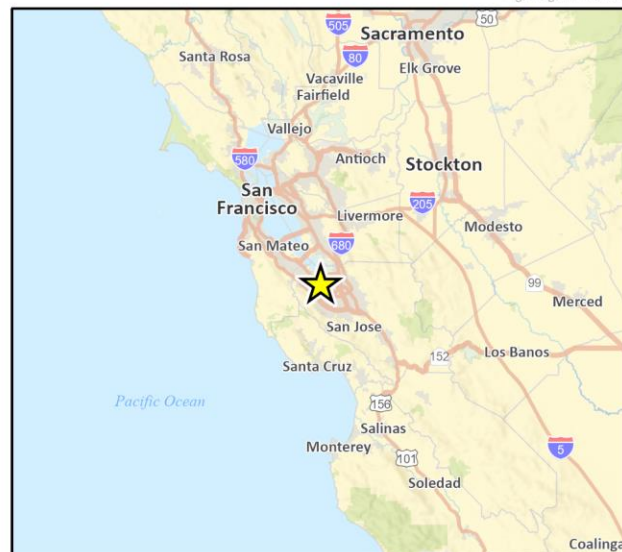 505
50
Sacramento
Santa Rosa
80
Elk Grove
Vacaville
Fairfield
Vallejo
580
Antioch
Stockton
San
Francisco
205
Livermore
Modesto
San Mateo
680
99
Merced
San Jose
152
Los Banos
Santa Cruz
Pacific Ocean
156
Salinas
Monterey
101
5
Soledad
Coalinga